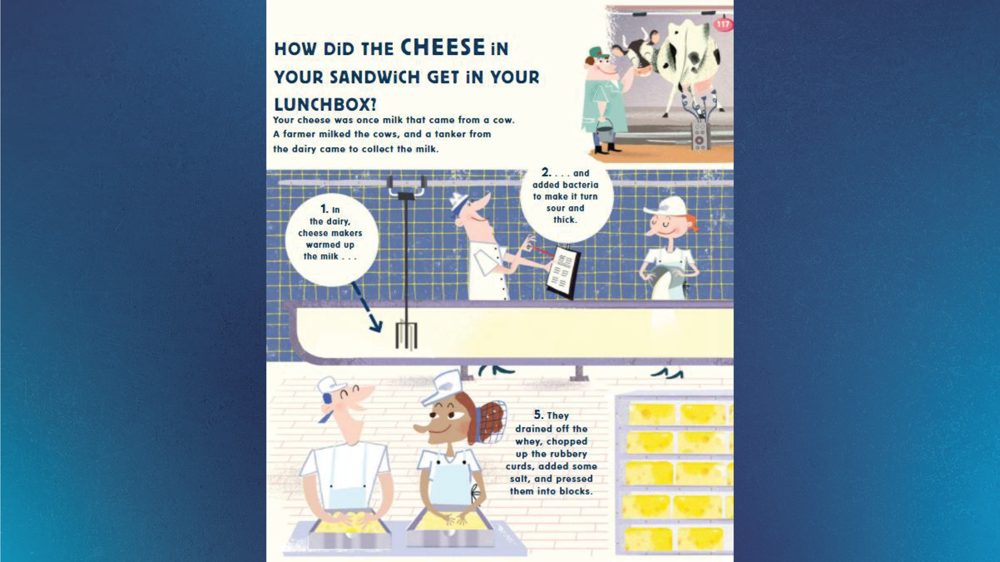 117
HOW DiD THE CHEESE iN
YOUR SANDWiCH GET iN YOUR
LUNCHBOX?
Your cheese was once milk that came from a cow.
A farmer milked the cows, and a tanker from
the dairy came to collect the milk.
1. In
the dairy,
cheese makers
warmed up
the milk . . .
2. . . . and
added bacteria
to make it turn
sour and
thick.
5. They
drained off the
whey, chopped
up the rubbery
curds, added some
salt, and pressed
them into blocks.